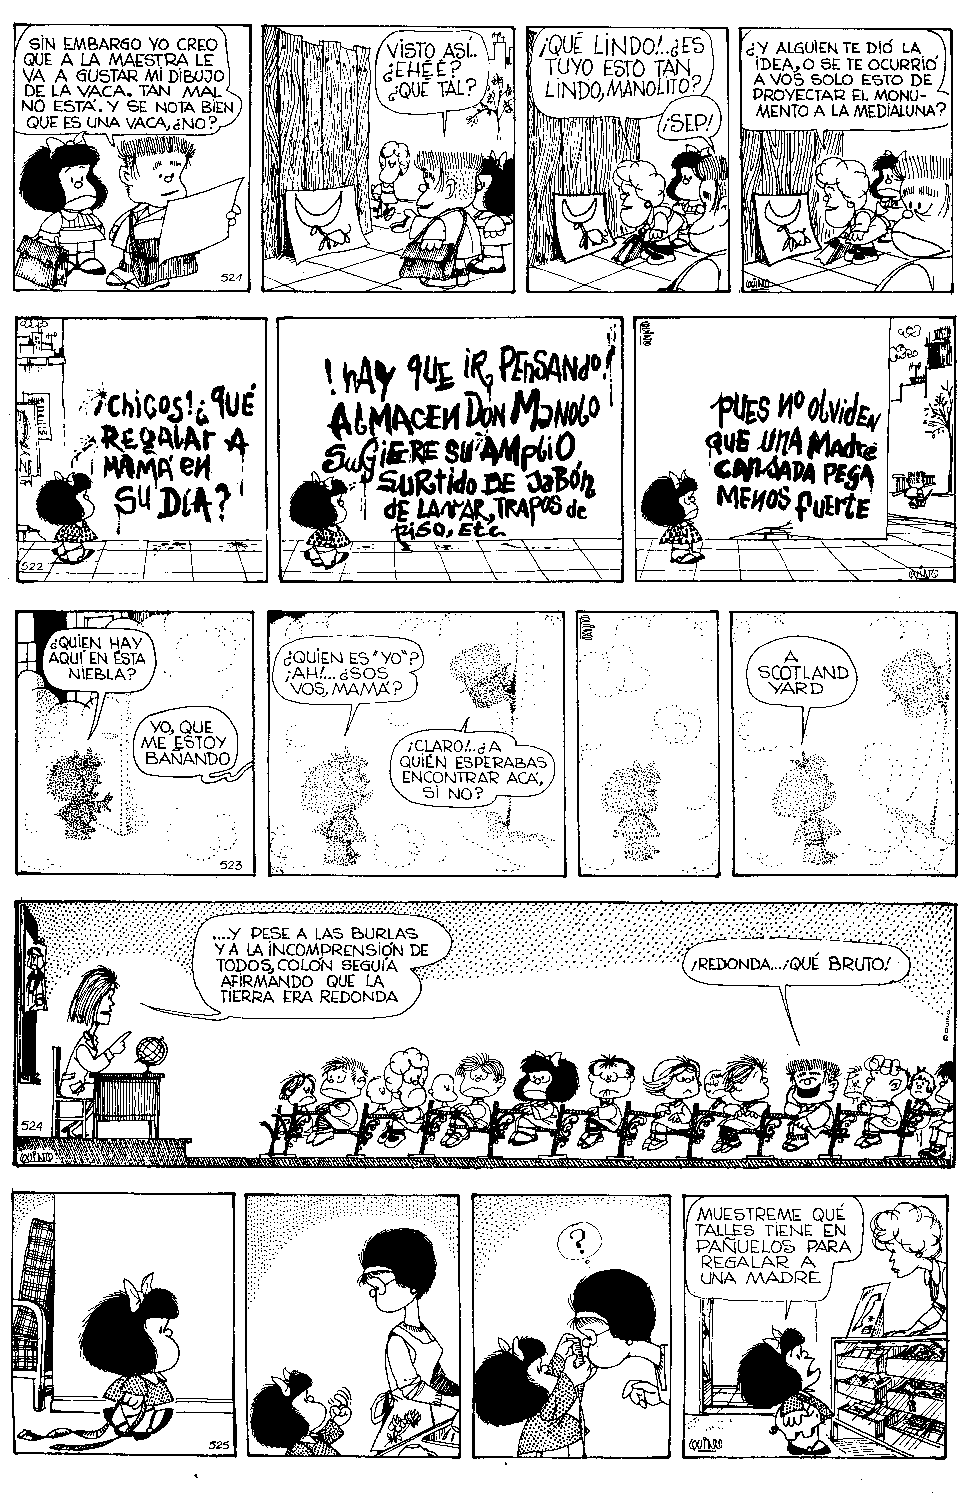 SIN EMBARGO YO CREO
QUE A LA MAESTRA LE
VA A GUSTAR MI DIBUJO
DE LA VACA. TAN MAL
NO ESTÁ. Y SE NOTA BIEN
QUE ES UNA VACA, ¿NO?
521
VISTO ASÍ..
¿EHÉÉ?
¿QUÉ TAL?
¡QUÉ LINDO!..¿ES
TUYO ESTO TAN
LINDO, MANOLITO?
¡SEP!
¿Y ALGUIEN TE DIÓ LA
IDEA, O SE TE OCURRIÓ
A VOS SOLO ESTO DE
PROYECTAR EL MONU-
MENTO A LA MEDIALUNA?
QUINO
¡CHICOS! ¿QUÉ
REGALAR A
MAMÁ EN
SU DÍA?
522
¡HAY QUE IR PENSANDO!
ALMACEN DON MANOLO
SUGIERE SU AMPLIO
SURTIDO DE JABÓN
DE LAVAR, TRAPOS de
PISO, Etc.
QUINO
PUES NO OLVIDEN
QUE UNA MADRE
CANSADA PEGA
MENOS FUERTE
QUINO
¿QUIEN HAY
AQUÍ EN ESTA
NIEBLA?
YO, QUE
ME ESTOY
BAÑANDO
523
¿QUIEN ES "YO"?
¡AH!...¿SOS
VOS, MAMÁ?
¡CLARO!..¿A
QUIÉN ESPERABAS
ENCONTRAR ACÁ,
SI NO?
QUINO
A
SCOTLAND
YARD
...Y PESE A LAS BURLAS
Y A LA INCOMPRENSIÓN DE
TODOS, COLÓN SEGUÍA
AFIRMANDO QUE LA
TIERRA ERA REDONDA
¡REDONDA...¡QUÉ BRUTO!
524
QUINO
525
?
MUESTREME QUÉ
TALLES TIENE EN
PAÑUELOS PARA
REGALAR A
UNA MADRE
QUINO